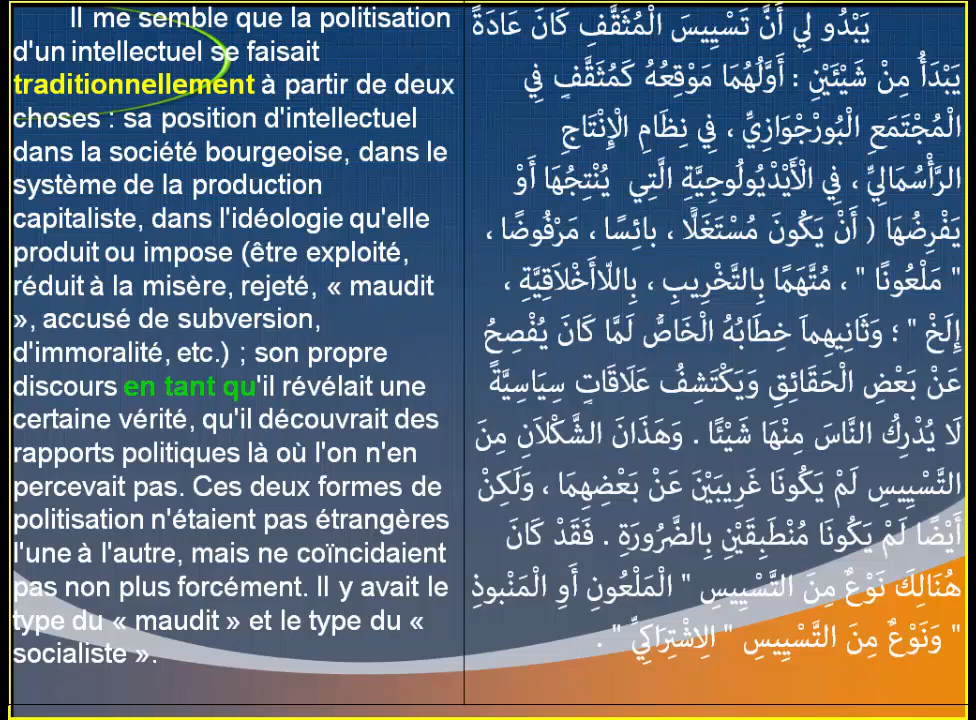 Il me semble que la politisation
d'un intellectuel se faisait
traditionnellement à partir de deux
choses : sa position d'intellectuel
dans la société bourgeoise, dans le
système de la production
capitaliste, dans l'idéologie qu'elle
produit ou impose (être exploité,
réduit à la misère, rejeté, « maudit
», accusé de subversion,
d'immoralité, etc.) ; son propre
discours en tant qu'il révélait une
certaine vérité, qu'il découvrait des
rapports politiques là où l'on n'en
percevait pas. Ces deux formes de
politisation n'étaient pas étrangères
l'une à l'autre, mais ne coïncidaient
pas non plus forcément. Il y avait le
type du « maudit » et le type du «
socialiste ».
يَبْدُو لِي أَنَّ تَسْيِيسَ الْمُثَقَّفِ كَانَ عَادَةً
يَبْدَأُ مِنْ شَيْئَيْنِ : أَوَّلُهُمَا مَوْقِعُهُ كَمُثَقَّفٍ فِي
الْمُجْتَمَعِ الْبُورْجْوَازِيِّ ، فِي نِظَامِ الْإِنْتَاجِ
الرَّأْسُمَالِيِّ ، فِي الْأَيْدْيُولُوجِيَّةِ الَّتِي يُنْتِجُهَا أَوْ
يَفْرِضُهَا ( أَنْ يَكُونَ مُسْتَغَلًّا ، بائِسًا ، مَرْفُوضًا ،
" مَلْعُونًا " ، مُتَّهَمًا بِالتَّخْرِيبِ ، بِاللَّاأَخْلَاقِيَّةِ ،
إِلَخْ " ؛ وَثَانِيهِماَ خِطَابُهُ الْخَاصُّ لَمَّا كَانَ يُفْصِحُ
عَنْ بَعْضِ الْحَقَائِقِ وَيَكْتَشِفُ عَلَاقَاتٍ سِيَاسِيَّةً
لَا يُدْرِكُ النَّاسَ مِنْهَا شَيْئًا . وَهَذَانَ الشَّكْلَانِ مِنَ
التَّسْيِيسِ لَمْ يَكُونَا غَرِيبَيْنَ عَنْ بَعْضِهِمَا ، وَلَكِنْ
أَيْضًا لَمْ يَكُونَا مُنْطَبِقَيْنِ بِالضَّرُورَةِ . فَقَدْ كَانَ
هُنَالِكَ نَوْعٌ مِنَ التَّسْيِيسِ " الْمَلْعُونِ أَوِ الْمَنْبوذِ
" وَنَوْعٌ مِنَ التَّسْيِيسِ " الِاشْتِرَاكِيِّ " .